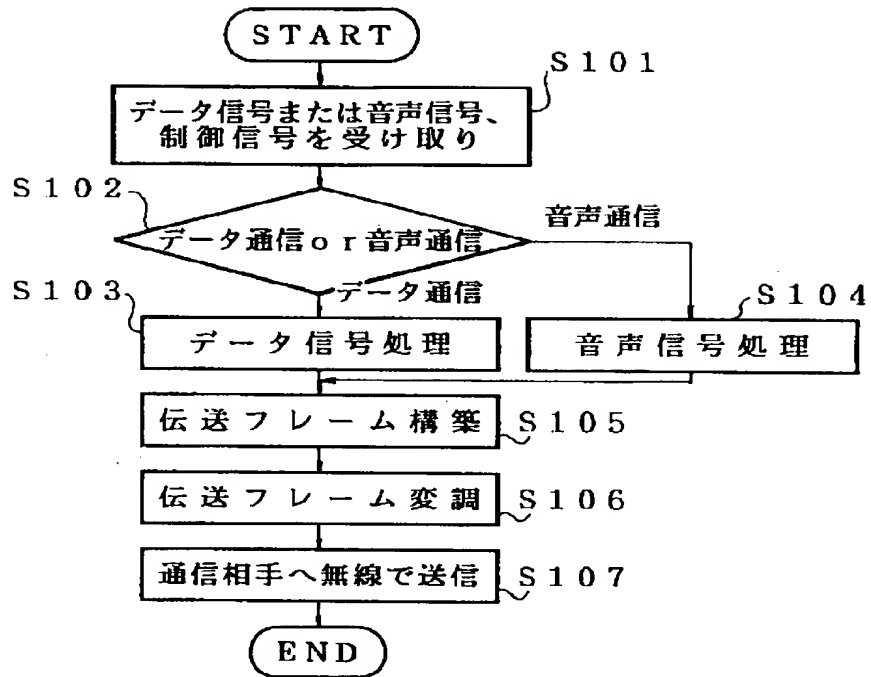 START
S101
データ信号または音声信号、
制御信号を受け取り
S102
データ通信or音声通信
音声通信
データ通信
S103
データ信号処理
S104
音声信号処理
伝送フレーム構築
S105
伝送フレーム変調
S106
通信相手へ無線で送信
S107
END